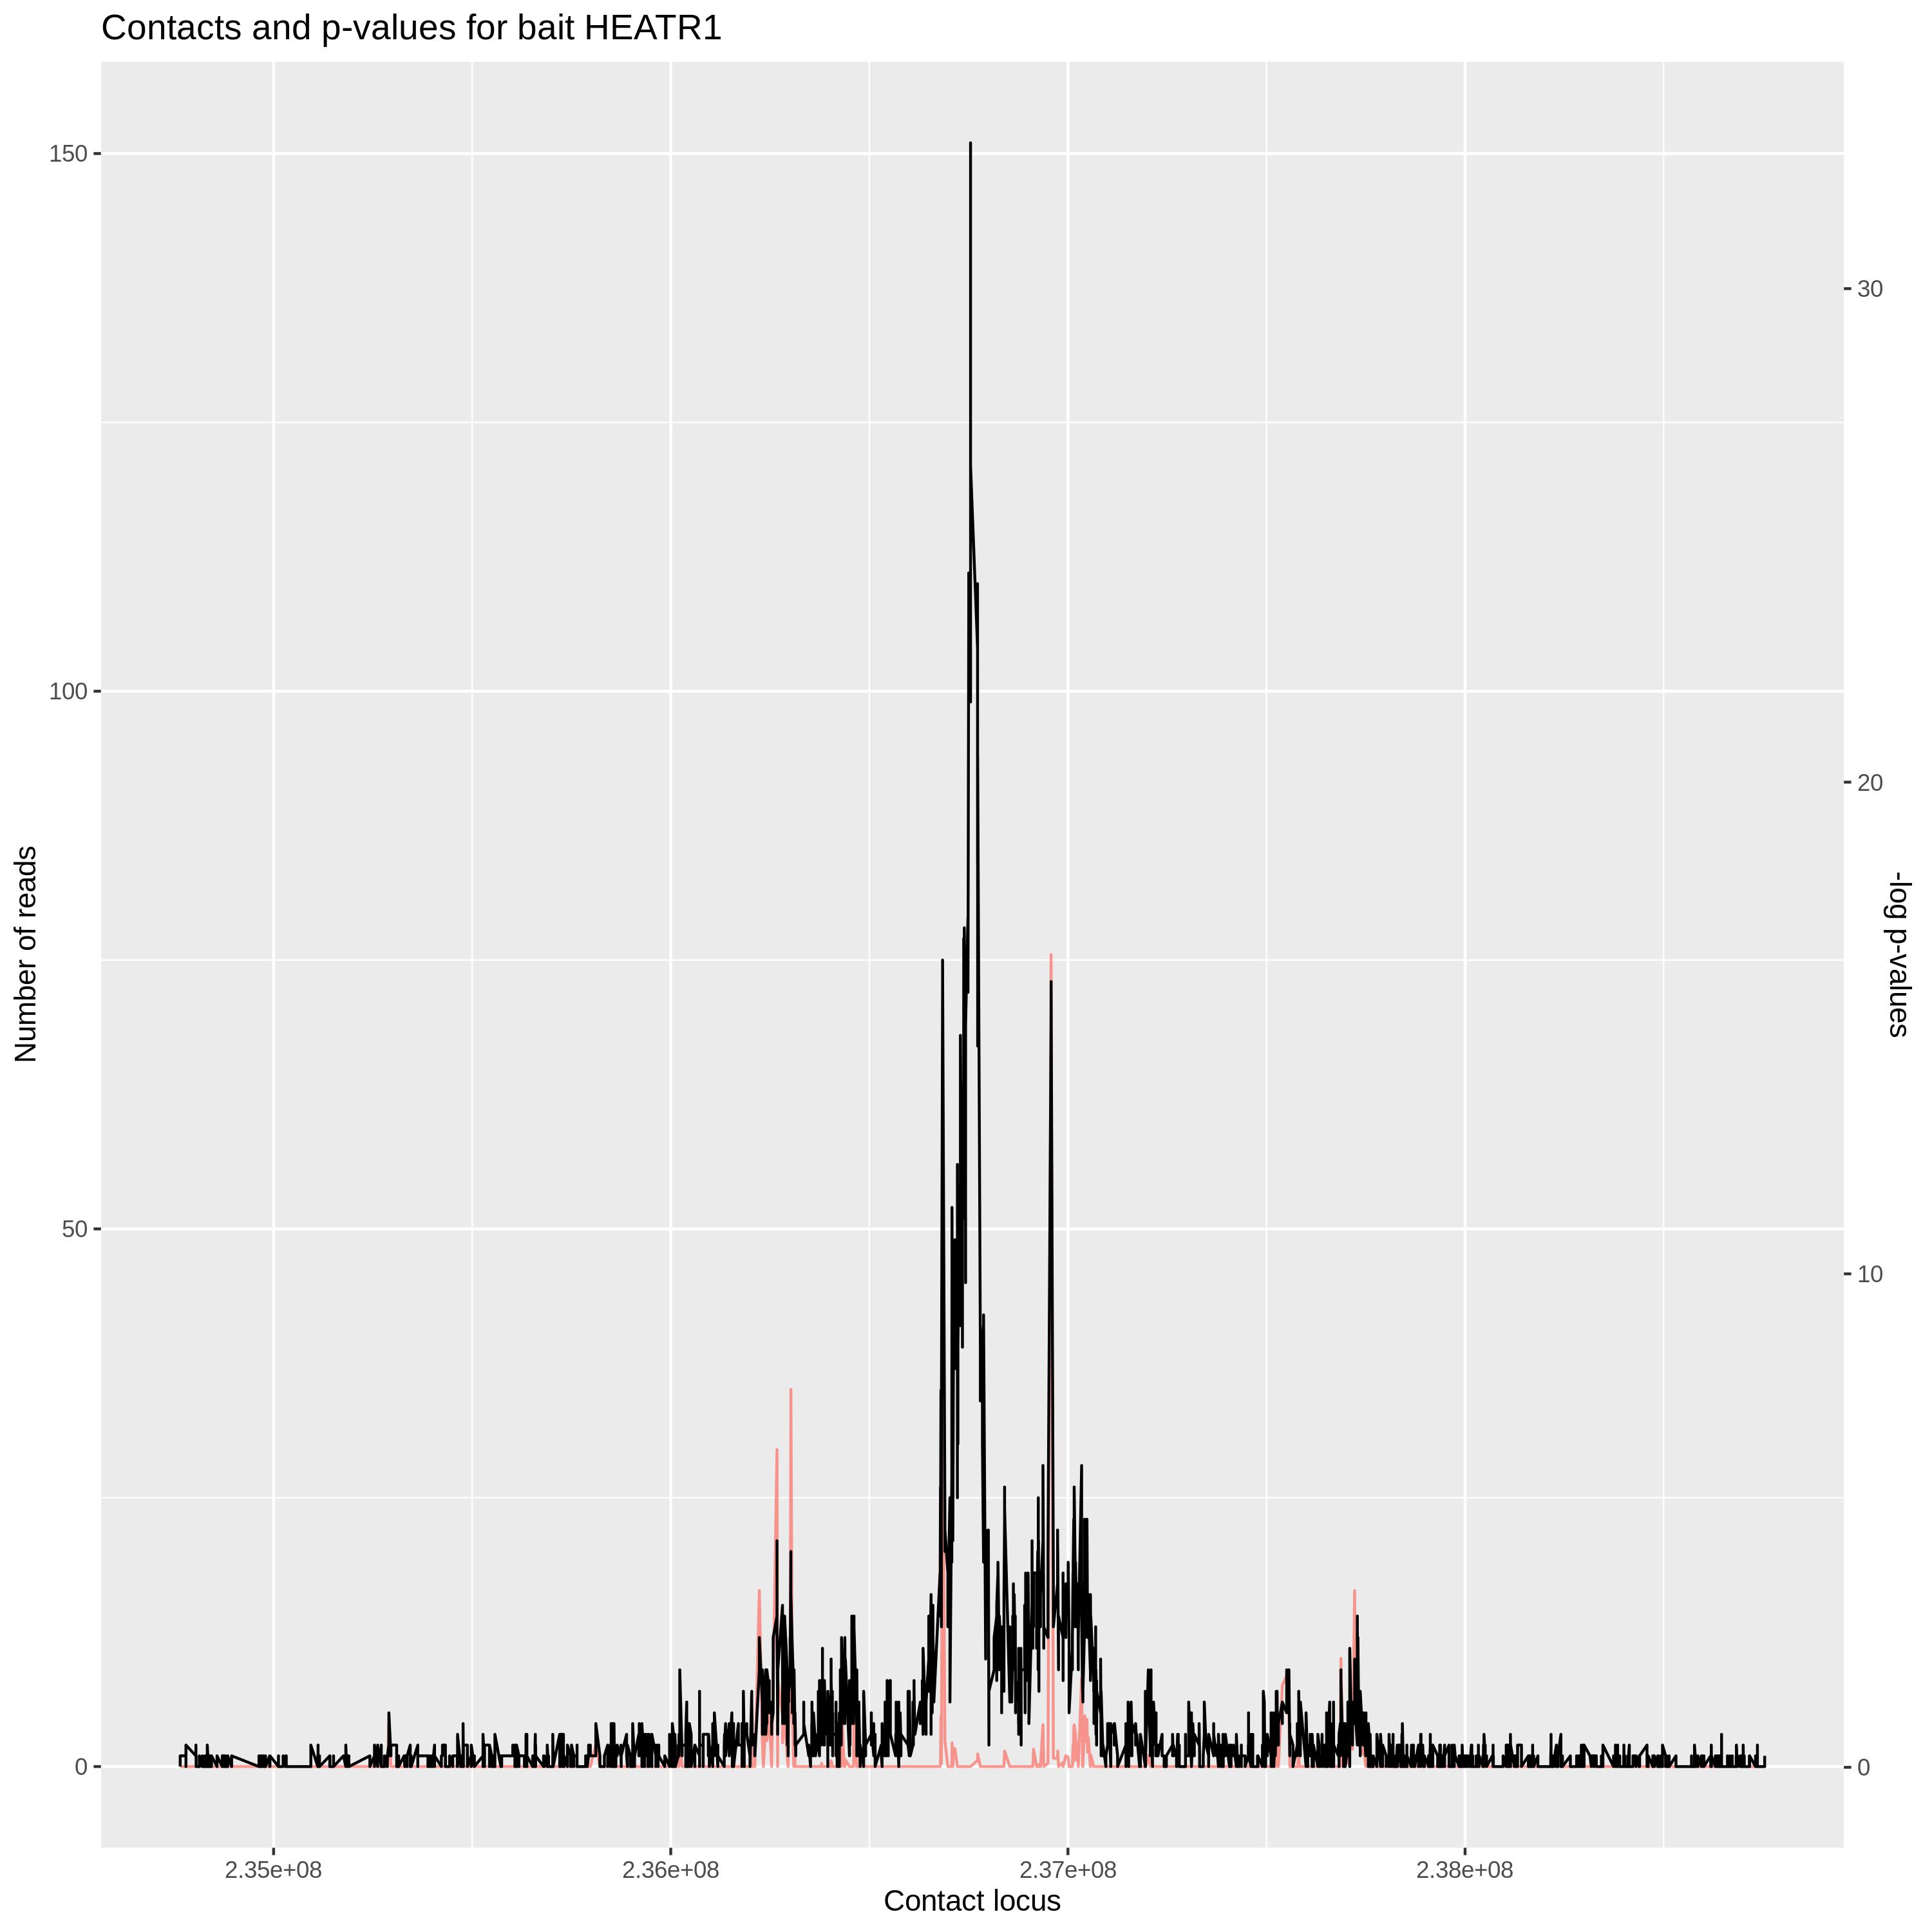 Contacts and p-values for bait HEATR1
150
100
50
0
Number of reads
30
20
10
0
-log p-values
2.35e+08 2.36e+08 2.37e+08 2.38e+08
Contact locus